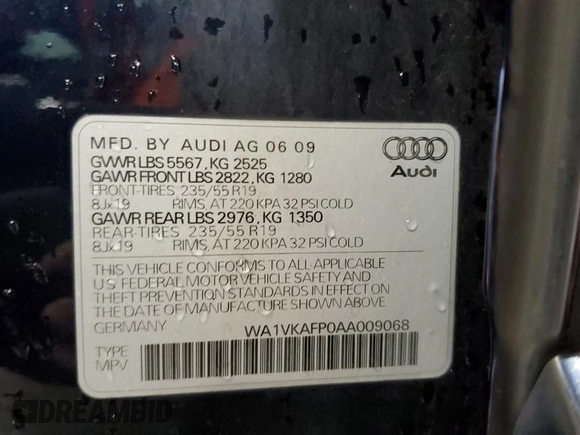 MFD. BY AUDI AG 06 09
GVWR LBS 5567, KG 2525
GAWR FRONT LBS 2822, KG 1280
FRONT-TIRES 235/55 R19
8Jx19 RIMS, AT 220 KPA 32 PSI COLD
GAWR REAR LBS 2976, KG 1350
REAR-TIRES 235/55 R19
8Jx19 RIMS, AT 220 KPA 32 PSI COLD
Audi
THIS VEHICLE CONFORMS TO ALL APPLICABLE
U.S. FEDERAL MOTOR VEHICLE SAFETY AND
THEFT PREVENTION STANDARDS IN EFFECT ON
THE DATE OF MANUFACTURE SHOWN ABOVE.
GERMANY WA1VKAFP0AA009068
TYPE
MPV
DREAMBID